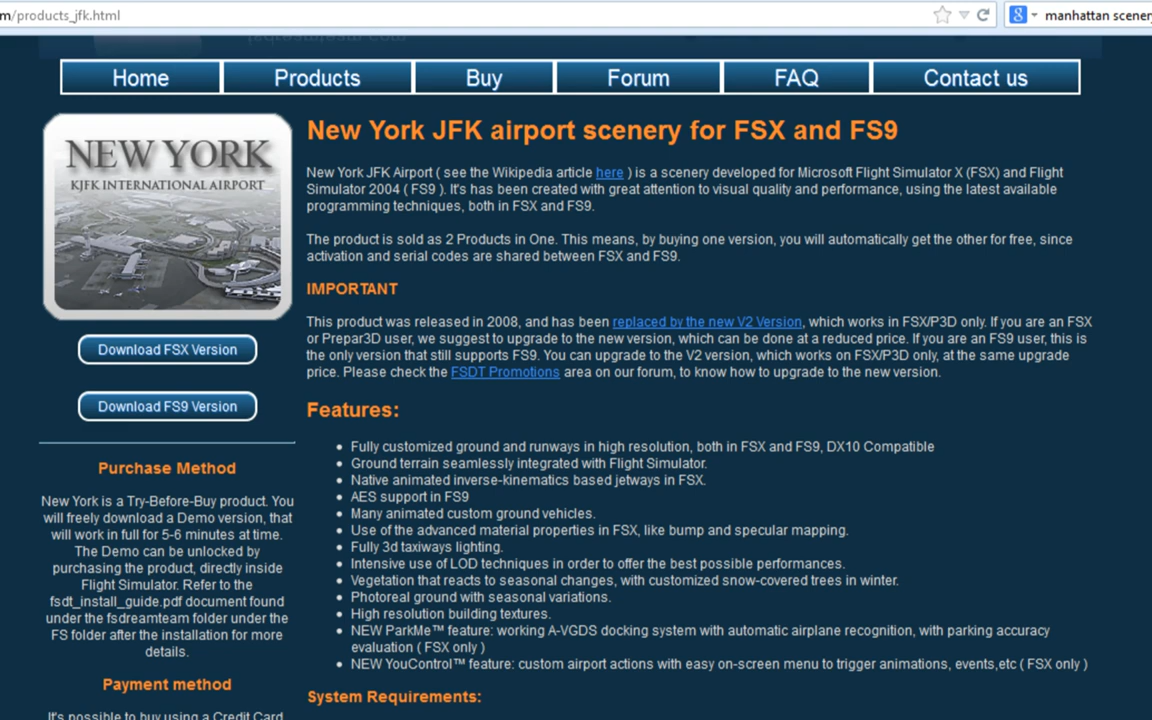 m/products_jfk.html
manhattan scenery
Home Products Buy Forum FAQ Contact us
NEW YORK
KJFK INTERNATIONAL AIRPORT
Download FSX Version
Download FS9 Version
Purchase Method
New York is a Try-Before-Buy product. You
will freely download a Demo version, that
will work in full for 5-6 minutes at time.
The Demo can be unlocked by
purchasing the product, directly inside
Flight Simulator. Refer to the
fsdt_install_guide.pdf document found
under the fsdreamteam folder under the
FS folder after the installation for more
details.
Payment method
It's possible to buy using a Credit Card
New York JFK airport scenery for FSX and FS9
New York JFK Airport ( see the Wikipedia article here ) is a scenery developed for Microsoft Flight Simulator X (FSX) and Flight
Simulator 2004 ( FS9 ). It's has been created with great attention to visual quality and performance, using the latest available
programming techniques, both in FSX and FS9.
The product is sold as 2 Products in One. This means, by buying one version, you will automatically get the other for free, since
activation and serial codes are shared between FSX and FS9.
IMPORTANT
This product was released in 2008, and has been replaced by the new V2 Version, which works in FSX/P3D only. If you are an FSX
or Prepar3D user, we suggest to upgrade to the new version, which can be done at a reduced price. If you are an FS9 user, this is
the only version that still supports FS9. You can upgrade to the V2 version, which works on FSX/P3D only, at the same upgrade
price. Please check the FSDT Promotions area on our forum, to know how to upgrade to the new version.
Features:
• Fully customized ground and runways in high resolution, both in FSX and FS9, DX10 Compatible
• Ground terrain seamlessly integrated with Flight Simulator.
• Native animated inverse-kinematics based jetways in FSX.
• AES support in FS9
• Many animated custom ground vehicles.
• Use of the advanced material properties in FSX, like bump and specular mapping.
• Fully 3d taxiways lighting.
• Intensive use of LOD techniques in order to offer the best possible performances.
• Vegetation that reacts to seasonal changes, with customized snow-covered trees in winter.
• Photoreal ground with seasonal variations.
• High resolution building textures.
• NEW ParkMe™ feature: working A-VGDS docking system with automatic airplane recognition, with parking accuracy
evaluation ( FSX only )
• NEW YouControl™ feature: custom airport actions with easy on-screen menu to trigger animations, events,etc ( FSX only )
System Requirements: